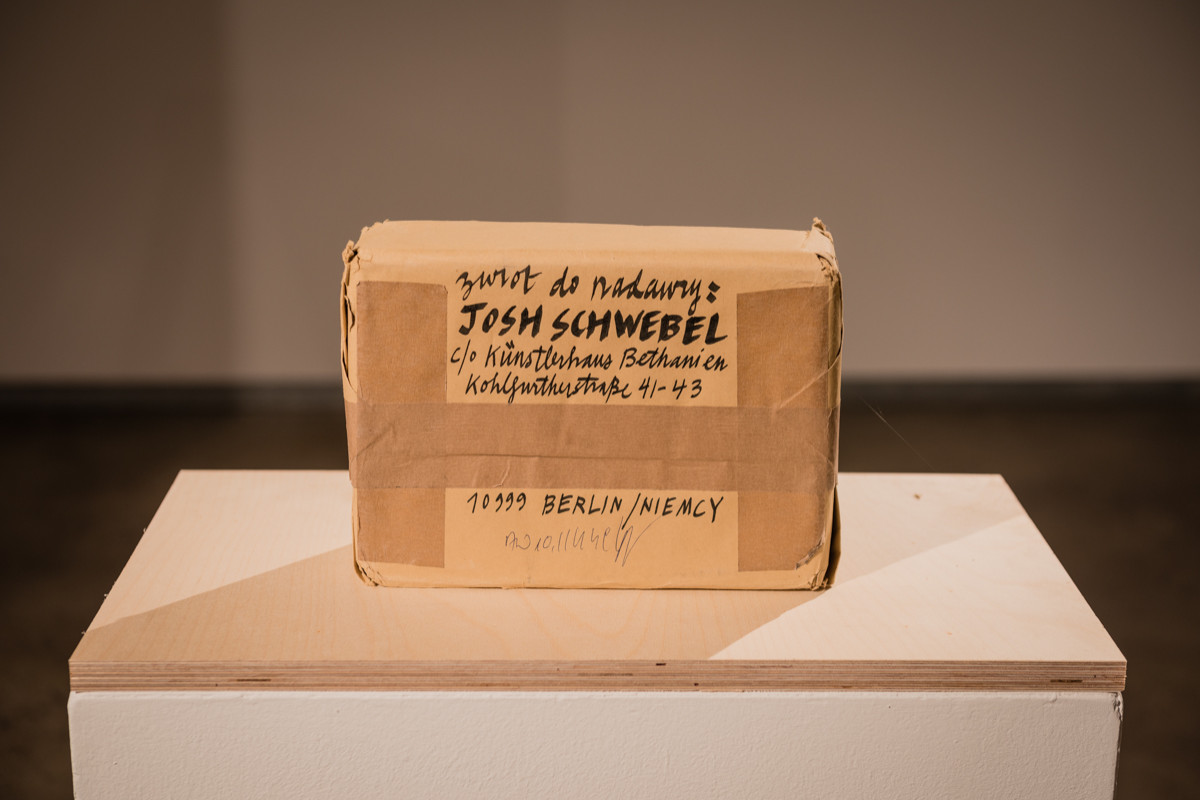 zwrot do nadawcy:
JOSH SCHWEBEL
c/o Künstlerhaus Bethanien
Kohlfurtherstraße 41-43
10999 BERLIN/NIEMCY